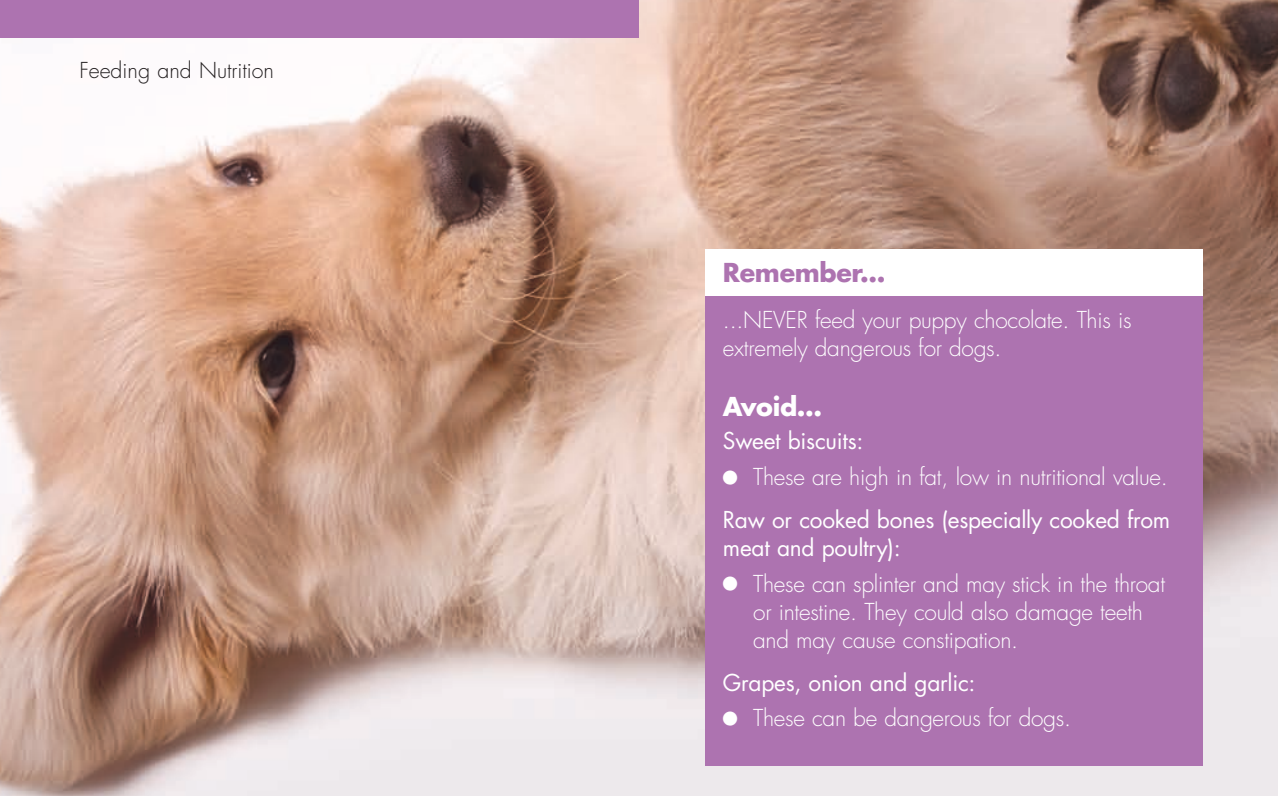 Feeding and Nutrition
Remember...
...NEVER feed your puppy chocolate. This is
extremely dangerous for dogs.
Avoid...
Sweet biscuits:
● These are high in fat, low in nutritional value.
Raw or cooked bones (especially cooked from
meat and poultry):
● These can splinter and may stick in the throat
or intestine. They could also damage teeth
and may cause constipation.
Grapes, onion and garlic:
● These can be dangerous for dogs.